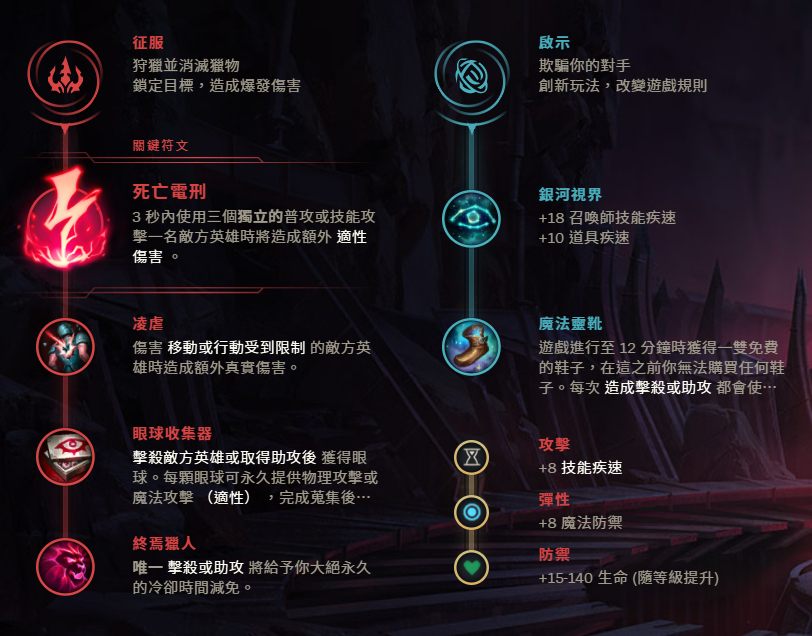 征服
狩獵並消滅獵物
鎖定目標，造成爆發傷害
關鍵符文
死亡電刑
3 秒內使用三個獨立的普攻或技能攻
擊一名敵方英雄時將造成額外 適性
傷害 。
凌虐
傷害 移動或行動受到限制 的敵方英
雄時造成額外真實傷害。
眼球收集器
擊殺敵方英雄或取得助攻後 獲得眼
球。每顆眼球可永久提供物理攻擊或
魔法攻擊 （適性） ，完成蒐集後…
終焉獵人
唯一 擊殺或助攻 將給予你大絕永久
的冷卻時間減免。
啟示
欺騙你的對手
創新玩法，改變遊戲規則
銀河視界
+18 召喚師技能疾速
+10 道具疾速
魔法靈靴
遊戲進行至 12 分鐘時獲得一雙免費
的鞋子，在這之前你無法購買任何鞋
子。每次 造成擊殺或助攻 都會使…
攻擊
+8 技能疾速
彈性
+8 魔法防禦
防禦
+15-140 生命 (隨等級提升)